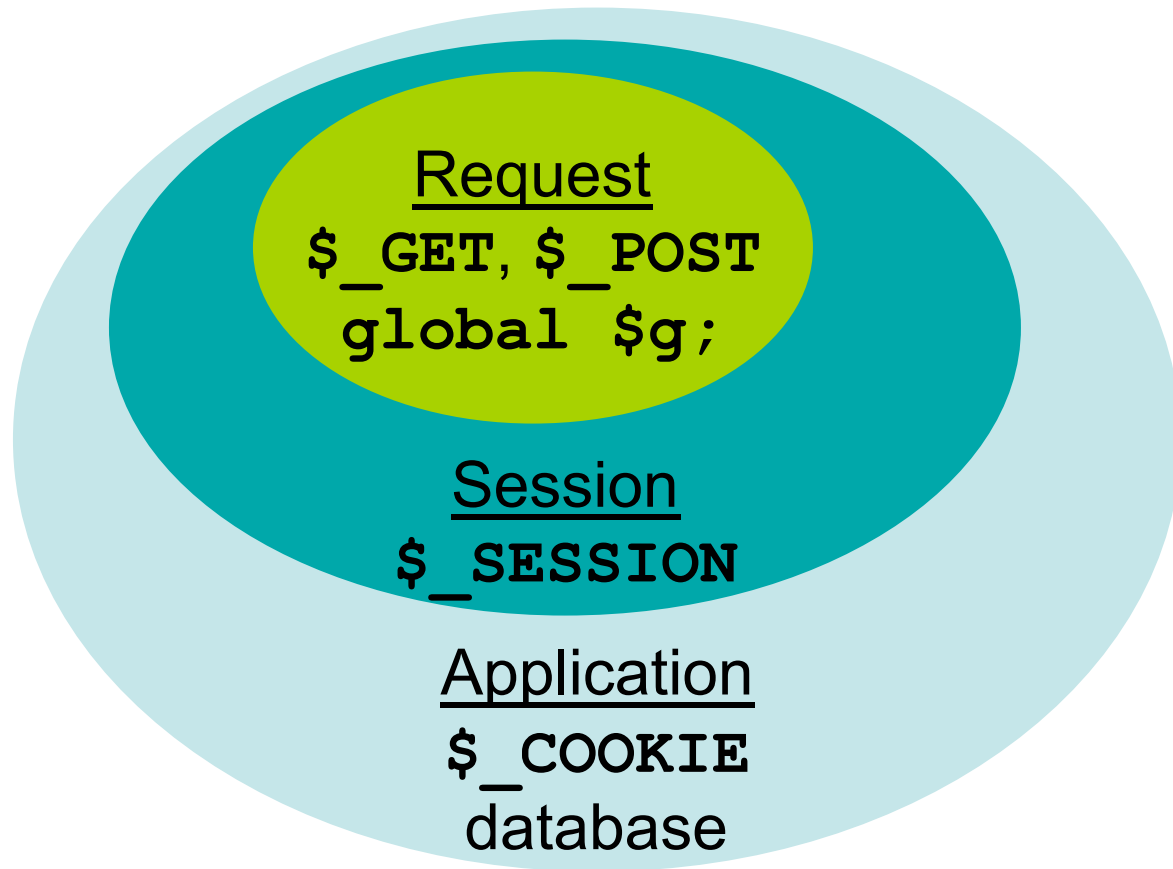 Request
$_GET, $_POST
global $g;
Session
$_SESSION
Application
$_COOKIE
database